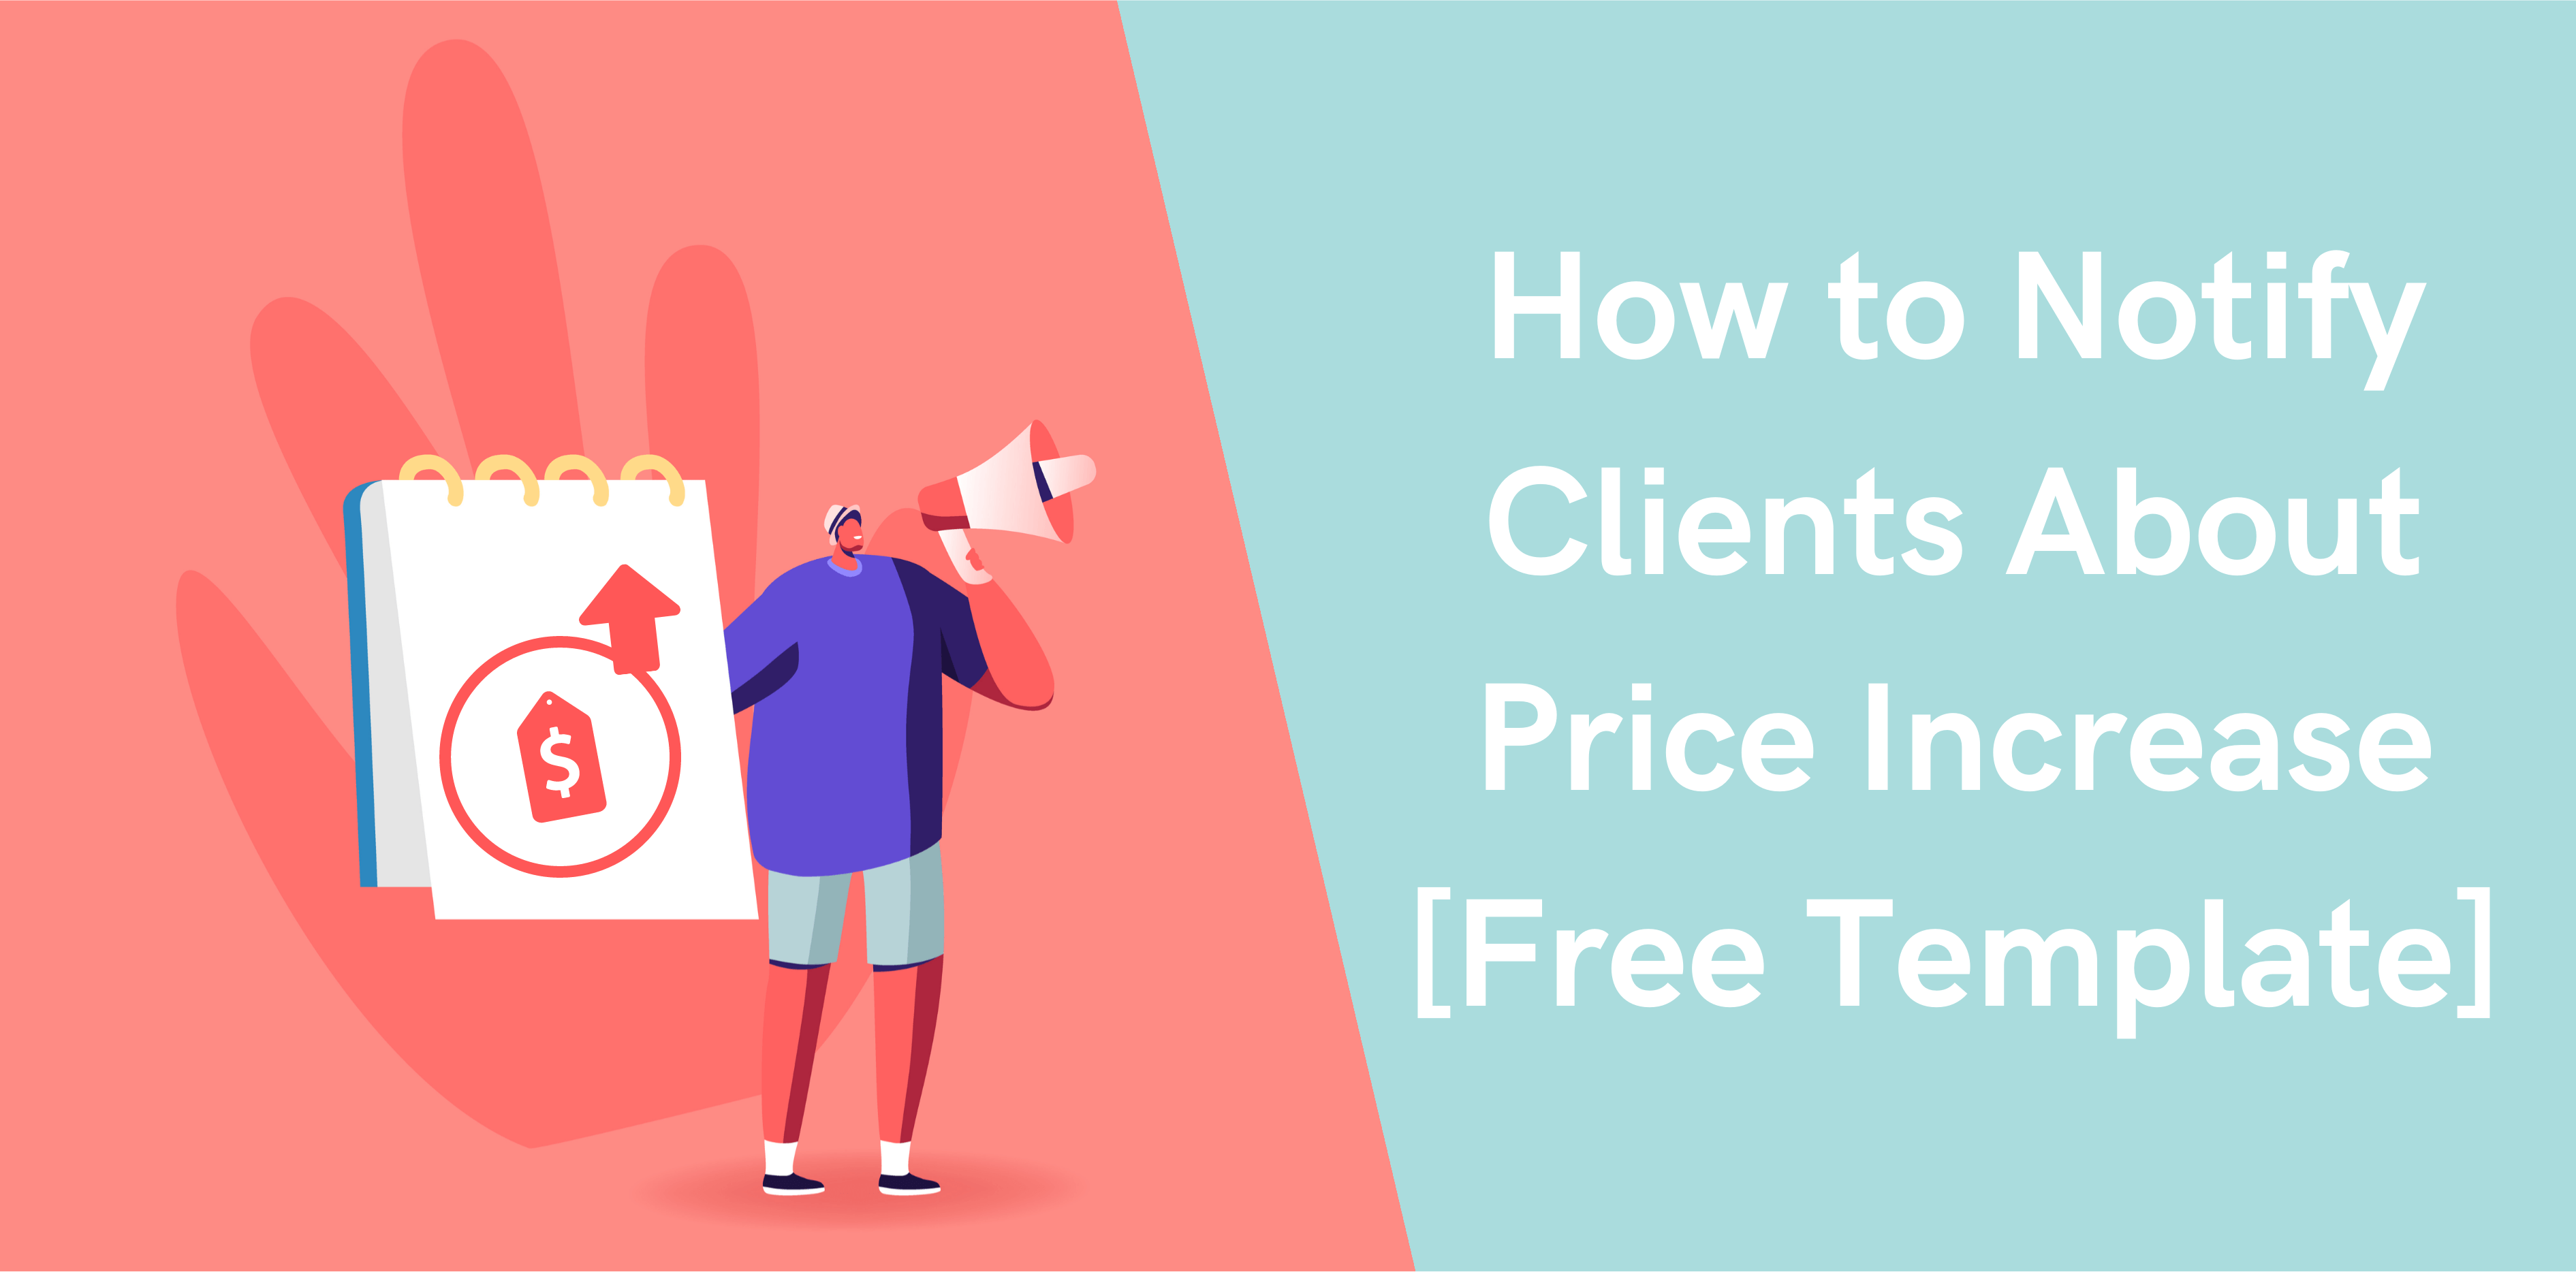 How to Notify
Clients About
Price Increase
[Free Template]
$